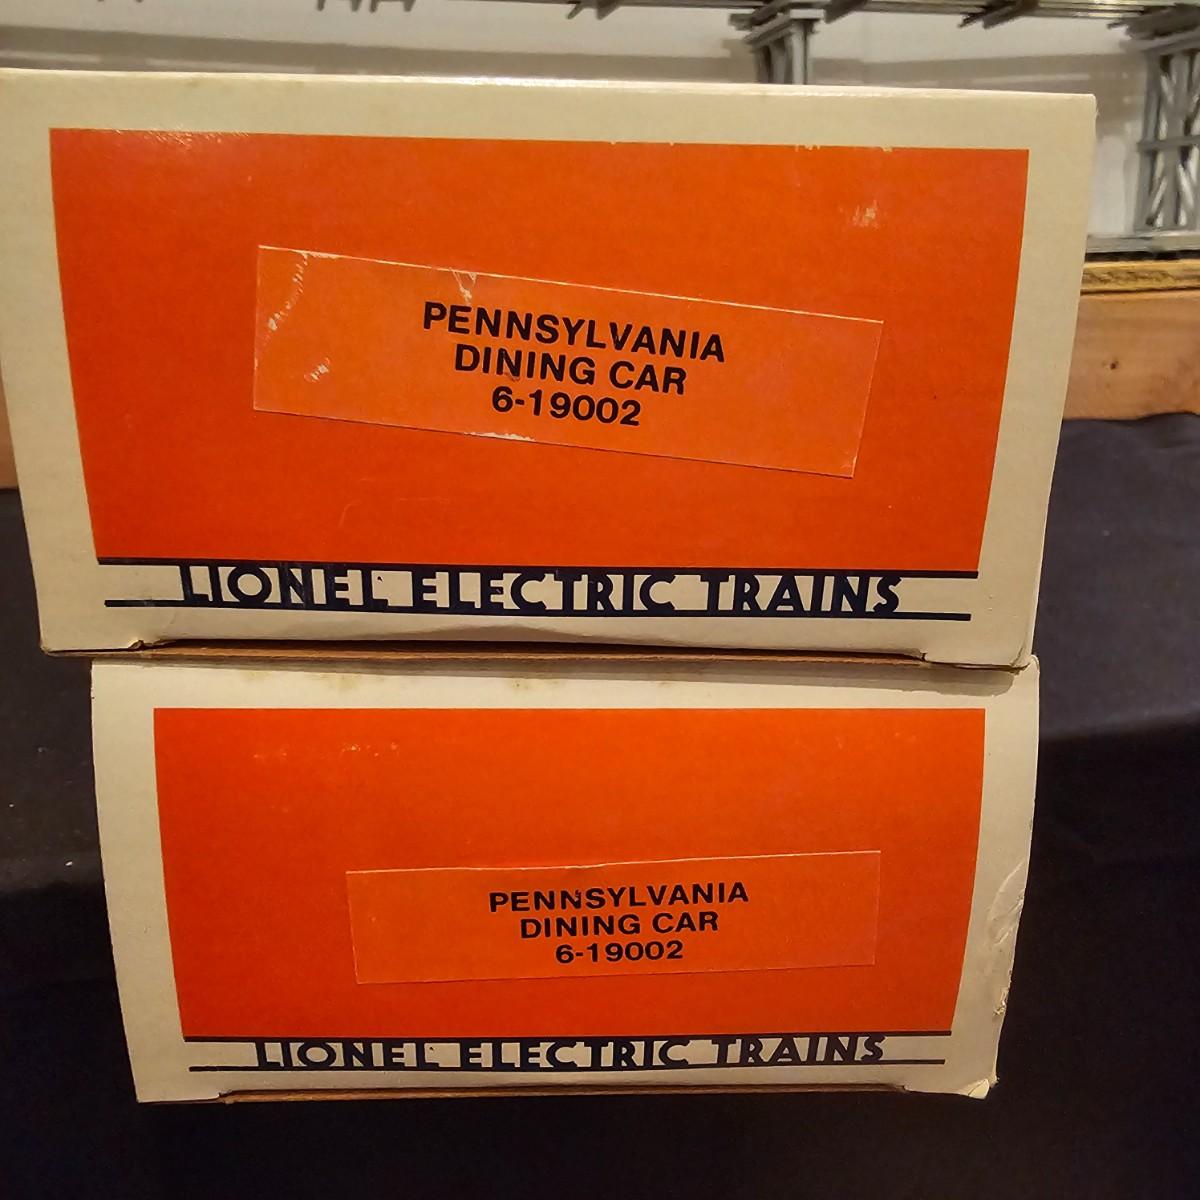 PENNSYLVANIA
DINING CAR
6-19002
LIONEL ELECTRIC TRAINS
PENNSYLVANIA
DINING CAR
6-19002
LIONEL ELECTRIC TRAINS